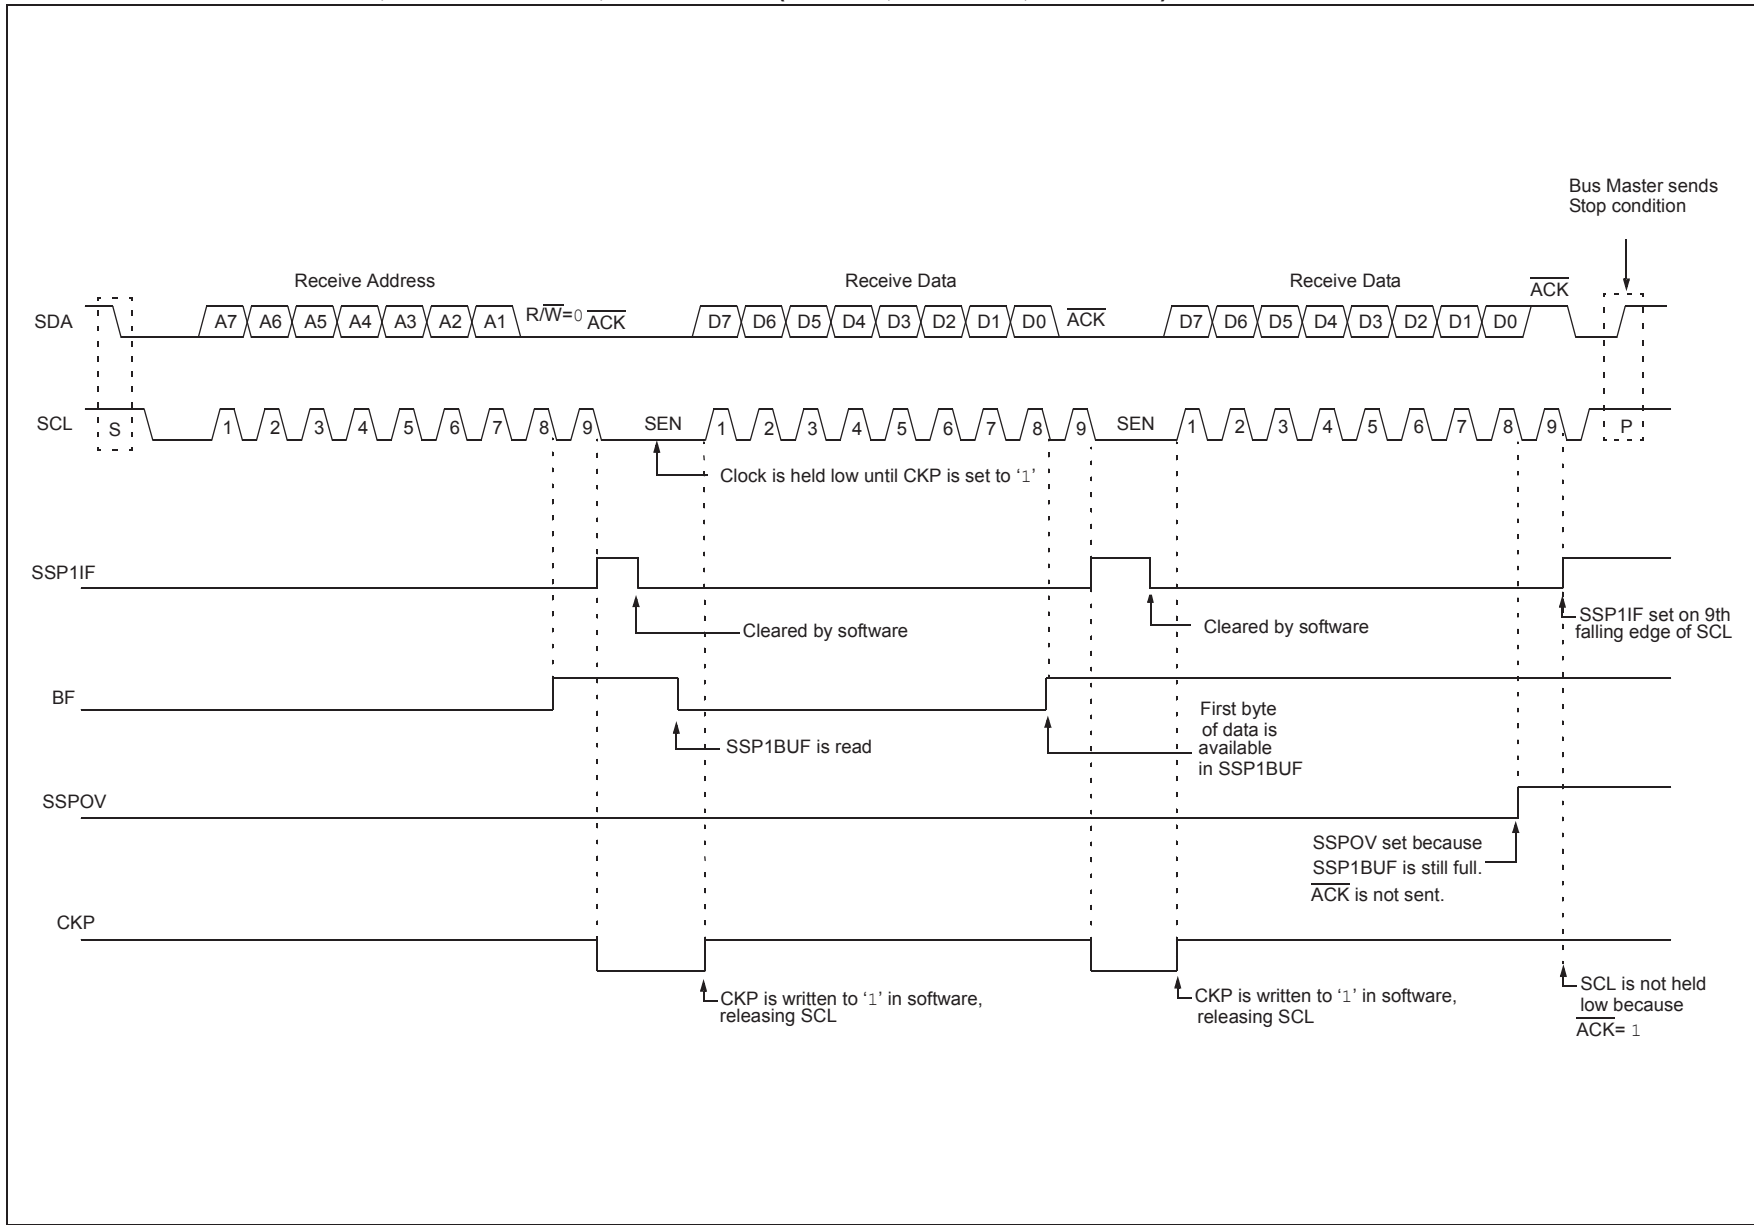 Bus Master sends
Stop condition
Receive Address
Receive Data
Receive Data
ACK
SDA
A7 A6 A5 A4 A3 A2 A1 R/W=0 ACK
D7 D6 D5 D4 D3 D2 D1 D0 ACK
D7 D6 D5 D4 D3 D2 D1 D0
SCL
S 1 2 3 4 5 6 7 8 9 SEN 1 2 3 4 5 6 7 8 9 SEN 1 2 3 4 5 6 7 8 9 P
Clock is held low until CKP is set to ‘1’
SSP1IF
Cleared by software
Cleared by software
SSP1IF set on 9th
falling edge of SCL
BF
SSP1BUF is read
First byte
of data is
available
in SSP1BUF
SSPOV
SSPOV set because
SSP1BUF is still full.
ACK is not sent.
CKP
CKP is written to ‘1’ in software,
releasing SCL
CKP is written to ‘1’ in software,
releasing SCL
SCL is not held
low because
ACK= 1